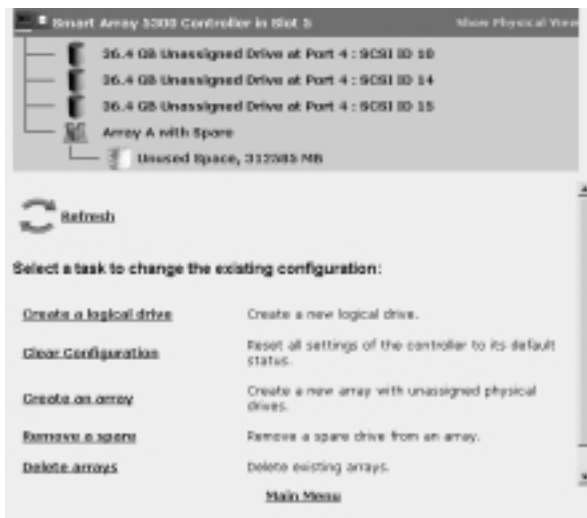 Smart Array 5300 Controller in Slot 5
Show Physical View
36.4 GB Unassigned Drive at Port 4 : SCSI ID 10
36.4 GB Unassigned Drive at Port 4 : SCSI ID 14
36.4 GB Unassigned Drive at Port 4 : SCSI ID 15
Array A with Spare
Unused Space, 312585 MB
Refresh
Select a task to change the existing configuration:
Create a logical drive
Create a new logical drive.
Clear Configuration
Reset all settings of the controller to its default
status.
Create an array
Create a new array with unassigned physical
drives.
Remove a spare
Remove a spare drive from an array.
Delete arrays
Delete existing arrays.
Main Menu